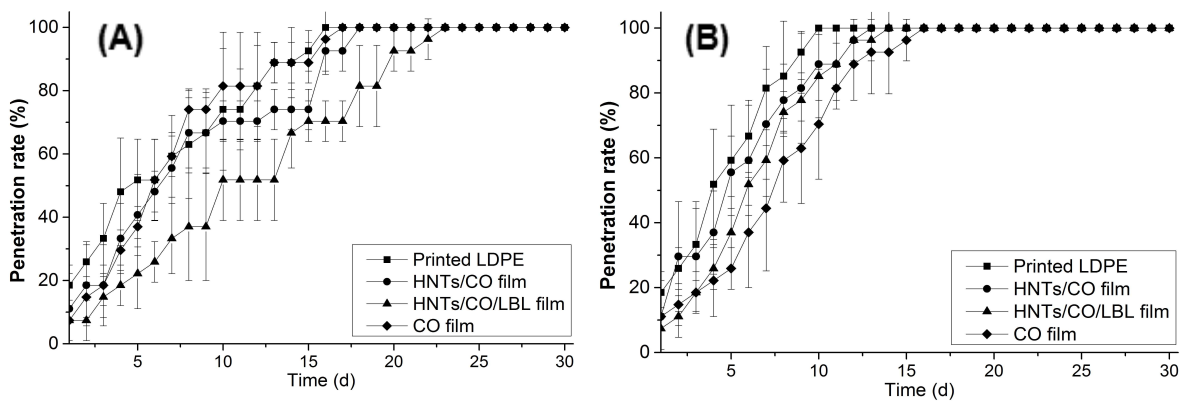 (A)
Penetration rate (%)
100
80
60
40
20
0
5 10 15 20 25 30
Time (d)
Printed LDPE
HNTs/CO film
HNTs/CO/LBL film
CO film
(B)
Penetration rate (%)
100
80
60
40
20
0
5 10 15 20 25 30
Time (d)
Printed LDPE
HNTs/CO film
HNTs/CO/LBL film
CO film